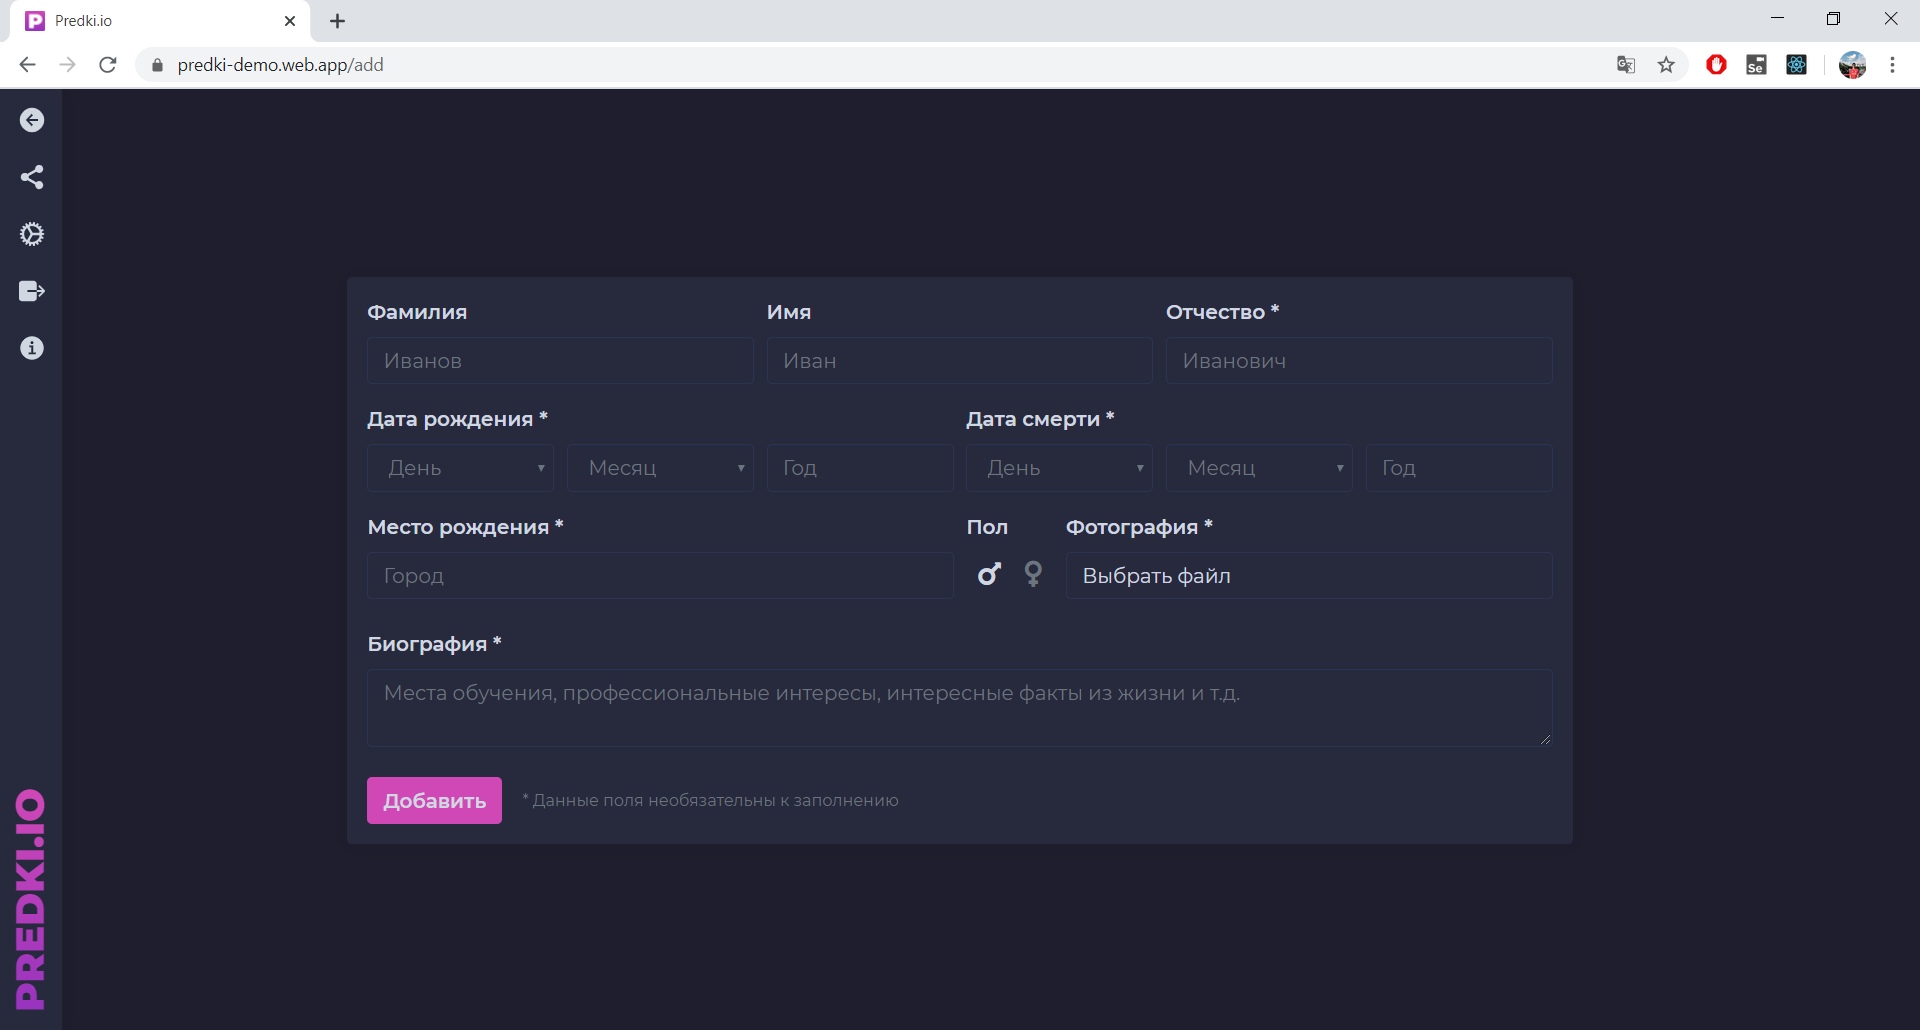 Predki.io
predki-demo.web.app/add
Фамилия Имя Отчество *
Иванов Иван Иванович
Дата рождения * Дата смерти *
День Месяц Год День Месяц Год
Место рождения * Пол Фотография *
Город Выбрать файл
Биография *
Места обучения, профессиональные интересы, интересные факты из жизни и т.д.
Добавить * Данные поля необязательны к заполнению
PREDKI.IO